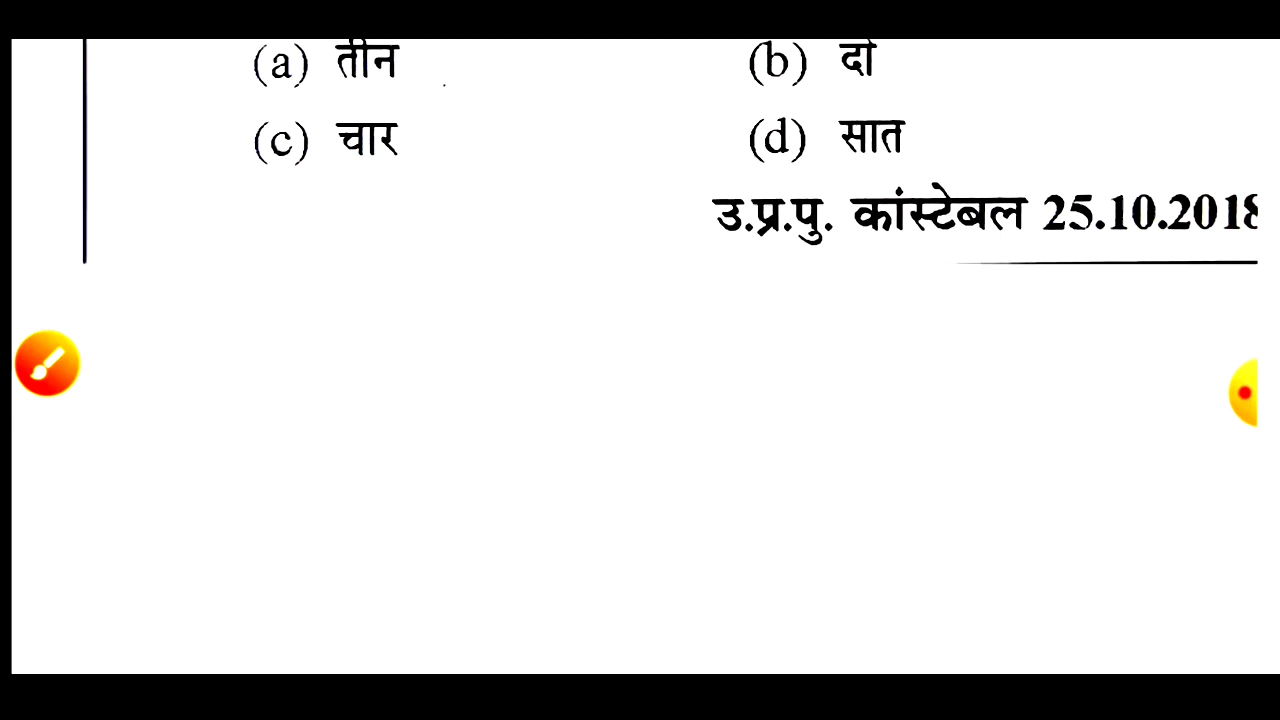 (a) तीन (b) दो
(c) चार (d) सात
उ.प्र.पु. कांस्टेबल 25.10.2018